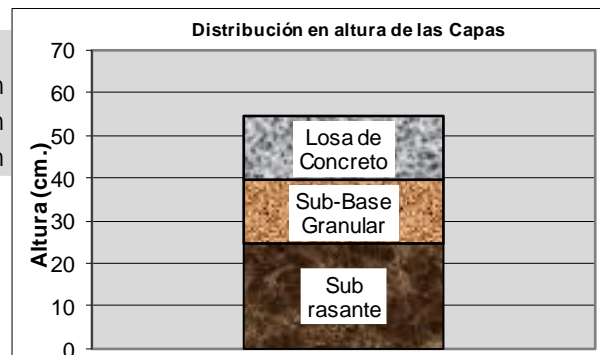 Distribución en altura de las Capas
Altura (cm.)
70
60
50
40
30
20
10
0
Losa de
Concreto
Sub-Base
Granular
Sub
rasante